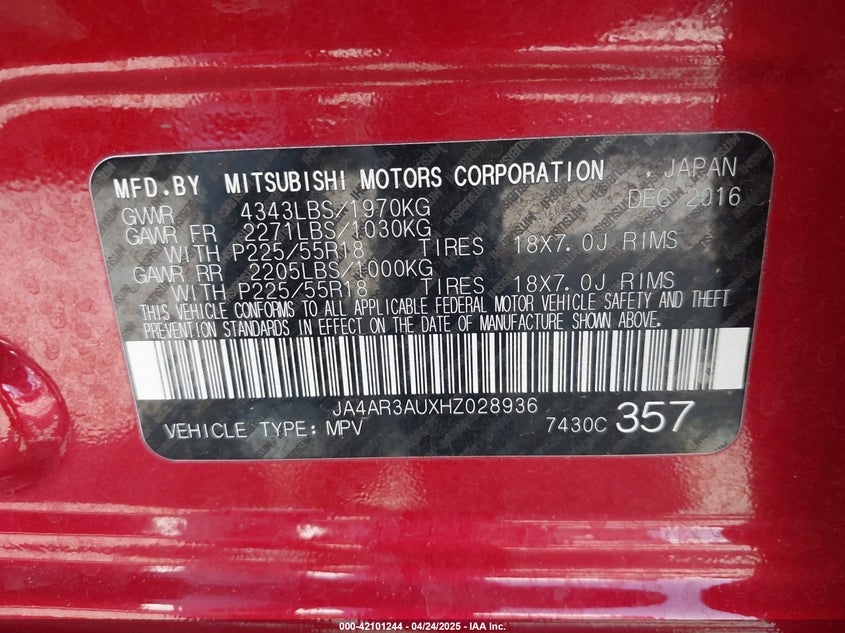 MFD.BY MITSUBISHI MOTORS CORPORATION , JAPAN
GVWR 4343LBS/1970KG DEC 2016
GAWR FR 2271LBS/1030KG
WITH P225/55R18 TIRES 18X7.0J RIMS
GAWR RR 2205LBS/1000KG
WITH P225/55R18 TIRES 18X7.0J RIMS
THIS VEHICLE CONFORMS TO ALL APPLICABLE FEDERAL MOTOR VEHICLE SAFETY AND THEFT
PREVENTION STANDARDS IN EFFECT ON THE DATE OF MANUFACTURE SHOWN ABOVE.
JA4AR3AUXHZ028936
VEHICLE TYPE: MPV 7430C 357
000-42101244 - 04/24/2025 - IAA Inc.